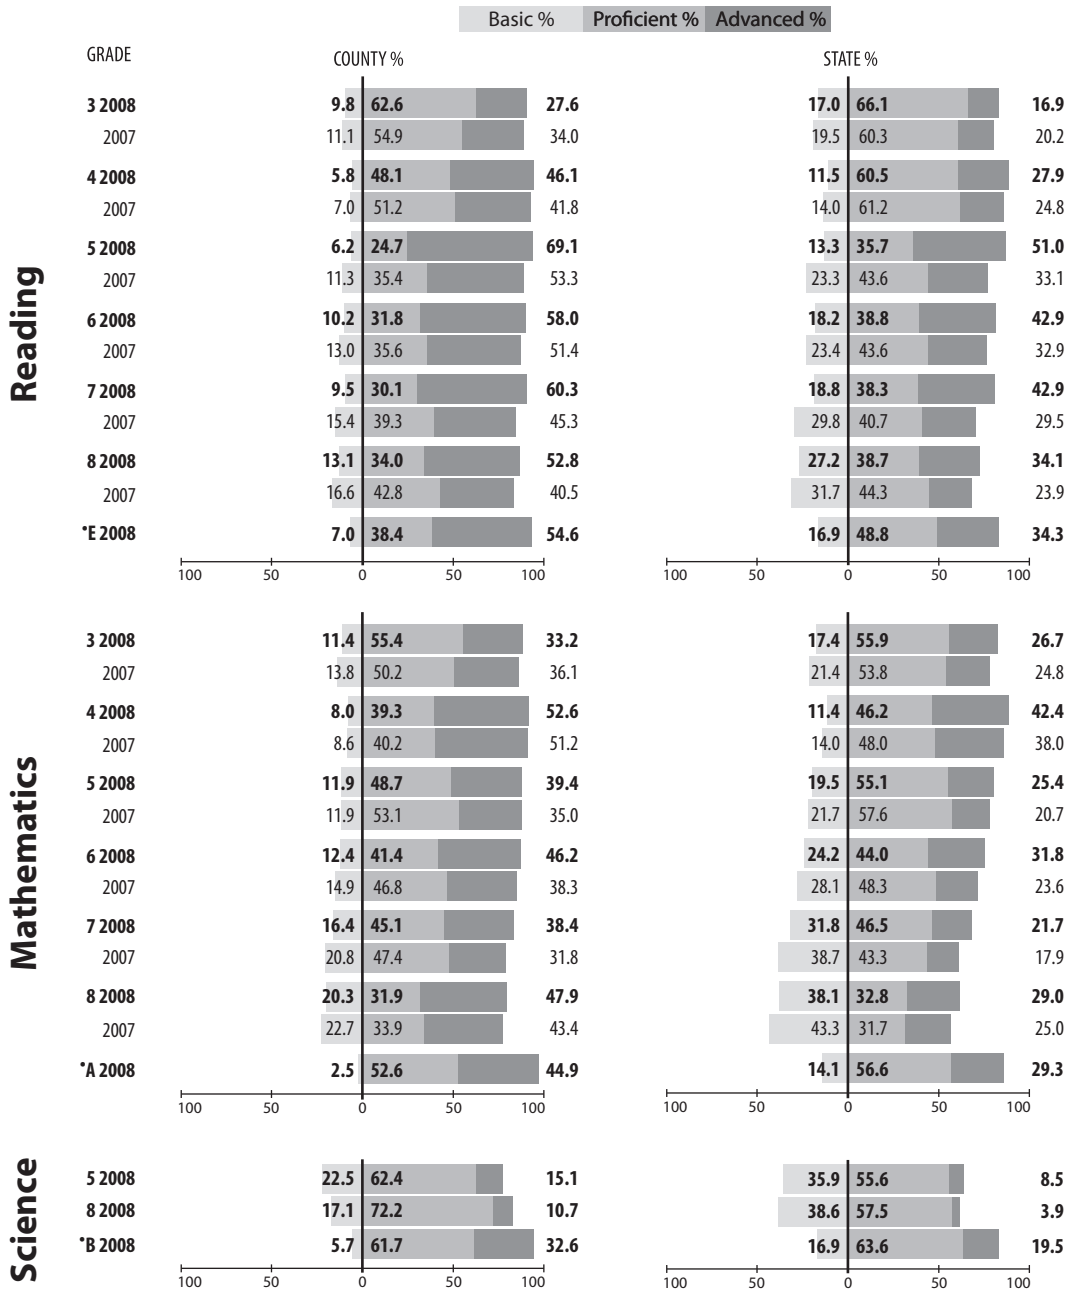 Basic % Proficient % Advanced %
GRADE COUNTY % STATE %
Reading
3 2008 9.8 62.6 27.6 17.0 66.1 16.9
2007 11.1 54.9 34.0 19.5 60.3 20.2
4 2008 5.8 48.1 46.1 11.5 60.5 27.9
2007 7.0 51.2 41.8 14.0 61.2 24.8
5 2008 6.2 24.7 69.1 13.3 35.7 51.0
2007 11.3 35.4 53.3 23.3 43.6 33.1
6 2008 10.2 31.8 58.0 18.2 38.8 42.9
2007 13.0 35.6 51.4 23.4 43.6 32.9
7 2008 9.5 30.1 60.3 18.8 38.3 42.9
2007 15.4 39.3 45.3 29.8 40.7 29.5
8 2008 13.1 34.0 52.8 27.2 38.7 34.1
2007 16.6 42.8 40.5 31.7 44.3 23.9
•E 2008 7.0 38.4 54.6 16.9 48.8 34.3
100 50 0 50 100 100 50 0 50 100
Mathematics
3 2008 11.4 55.4 33.2 17.4 55.9 26.7
2007 13.8 50.2 36.1 21.4 53.8 24.8
4 2008 8.0 39.3 52.6 11.4 46.2 42.4
2007 8.6 40.2 51.2 14.0 48.0 38.0
5 2008 11.9 48.7 39.4 19.5 55.1 25.4
2007 11.9 53.1 35.0 21.7 57.6 20.7
6 2008 12.4 41.4 46.2 24.2 44.0 31.8
2007 14.9 46.8 38.3 28.1 48.3 23.6
7 2008 16.4 45.1 38.4 31.8 46.5 21.7
2007 20.8 47.4 31.8 38.7 43.3 17.9
8 2008 20.3 31.9 47.9 38.1 32.8 29.0
2007 22.7 33.9 43.4 43.3 31.7 25.0
•A 2008 2.5 52.6 44.9 14.1 56.6 29.3
100 50 0 50 100 100 50 0 50 100
Science
5 2008 22.5 62.4 15.1 35.9 55.6 8.5
8 2008 17.1 72.2 10.7 38.6 57.5 3.9
•B 2008 5.7 61.7 32.6 16.9 63.6 19.5
100 50 0 50 100 100 50 0 50 100